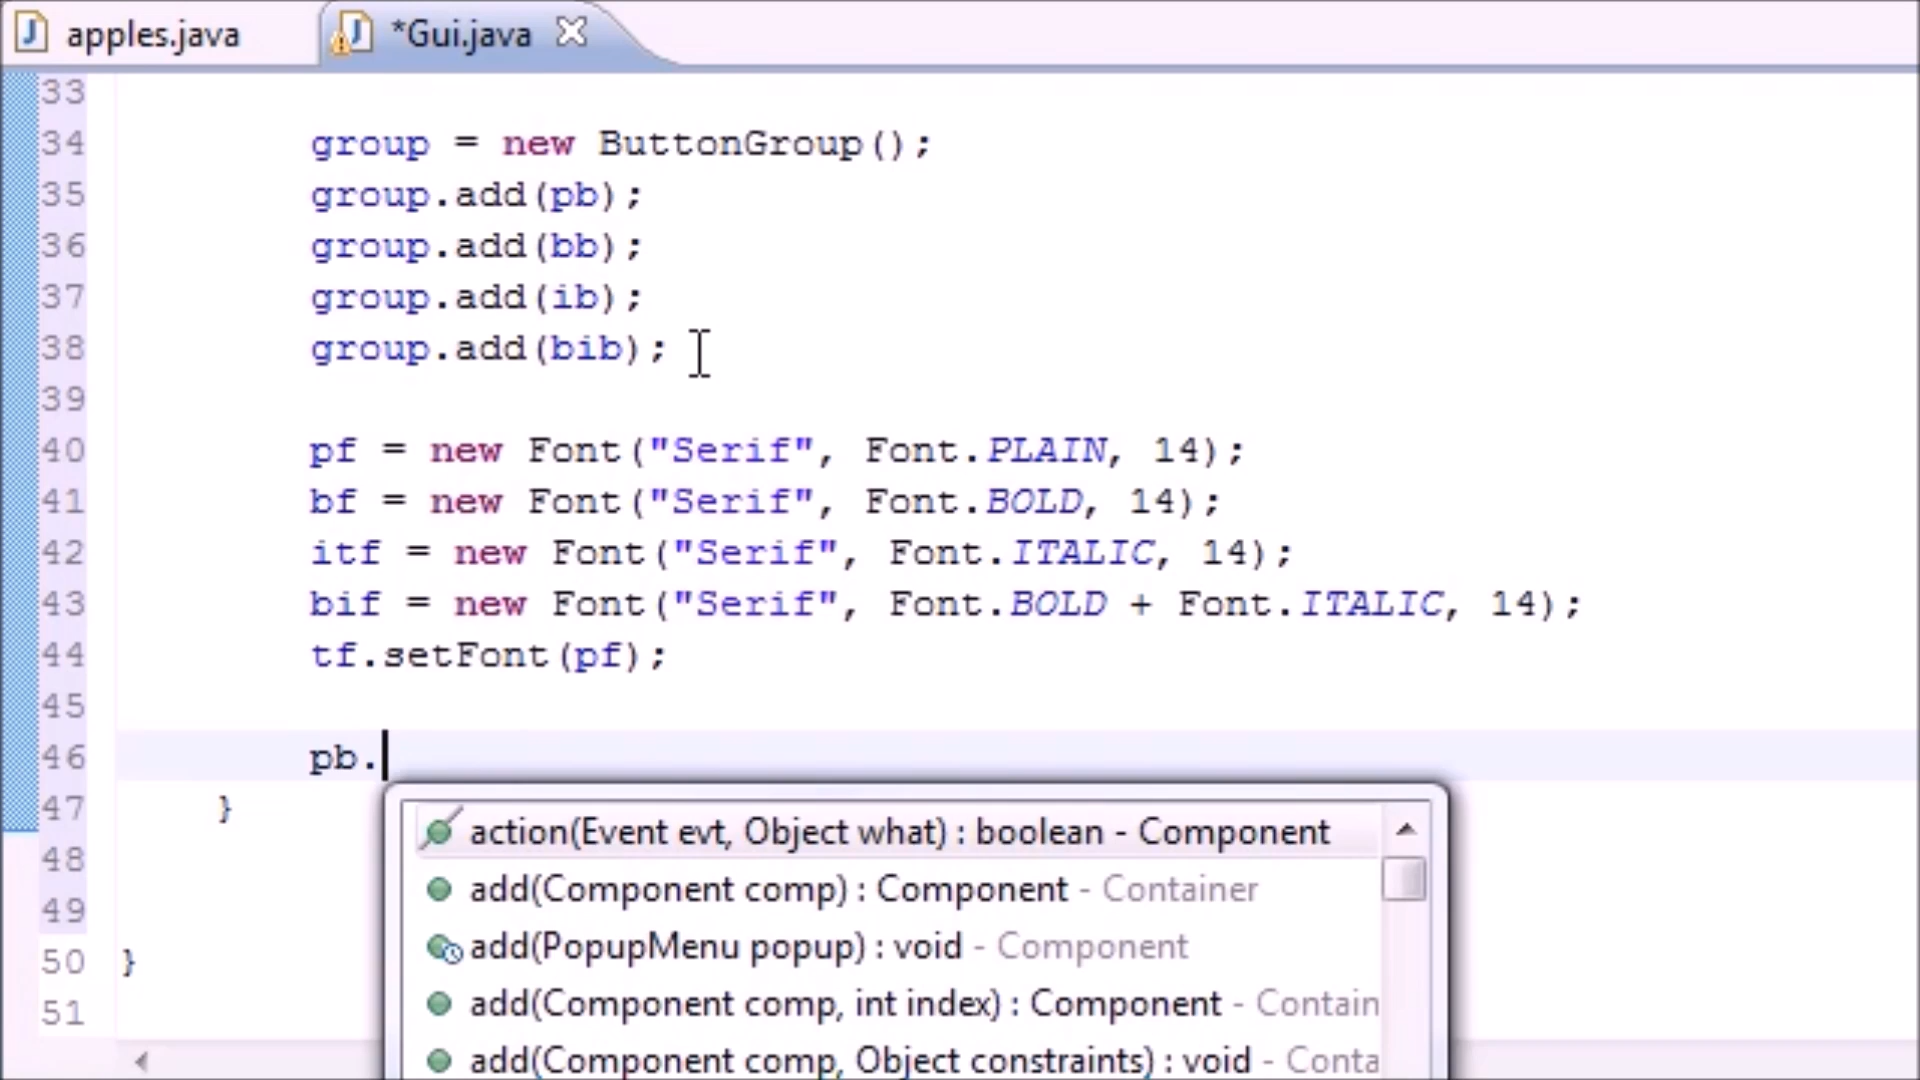 apples.java
*Gui.java
33
34 group = new ButtonGroup();
35 group.add(pb);
36 group.add(bb);
37 group.add(ib);
38 group.add(bib);
39
40 pf = new Font("Serif", Font.PLAIN, 14);
41 bf = new Font("Serif", Font.BOLD, 14);
42 itf = new Font("Serif", Font.ITALIC, 14);
43 bif = new Font("Serif", Font.BOLD + Font.ITALIC, 14);
44 tf.setFont(pf);
45
46 pb.
47 }
action(Event evt, Object what) : boolean - Component
48
add(Component comp) : Component - Container
49
add(PopupMenu popup) : void - Component
50 }
add(Component comp, int index) : Component - Contain
51
add(Component comp, Object constraints) : void - Conta